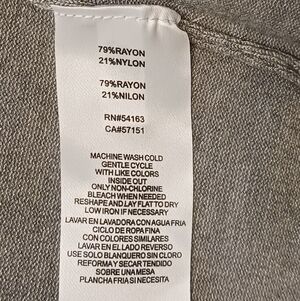 79%RAYON
21%NYLON
79%RAYON
21%NILON
RN#54163
CA#57151
MACHINE WASH COLD
GENTLE CYCLE
WITH LIKE COLORS
INSIDE OUT
ONLY NON-CHLORINE
BLEACH WHEN NEEDED
RESHAPE AND LAY FLAT TO DRY
LOW IRON IF NECESSARY
LAVAR EN LAVADORA CON AGUA FRIA
CICLO DE ROPA FINA
CON COLORES SIMILARES
LAVAR EN EL LADO REVERSO
USE SOLO BLANQUERO SIN CLORO
REFORMA Y SECAR TENDIDO
SOBRE UNA MESA
PLANCHA FRIA SI NECESITA